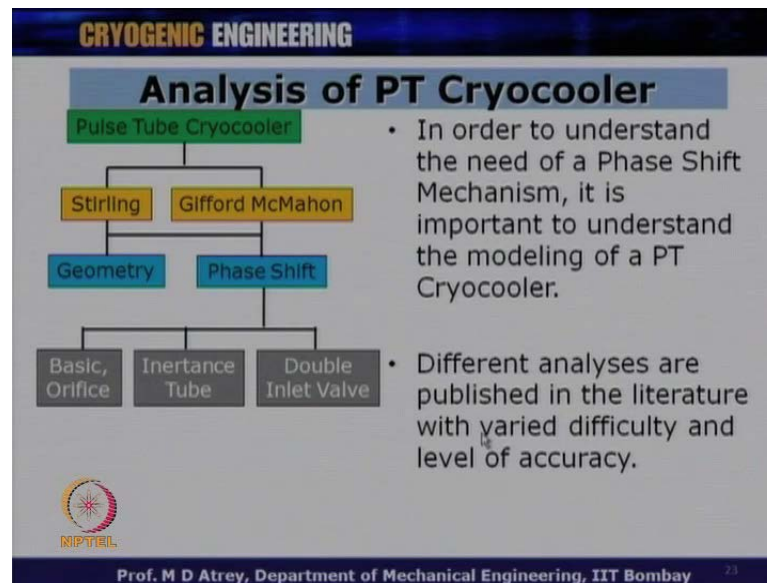 CRYOGENIC ENGINEERING
Analysis of PT Cryocooler
Pulse Tube Cryocooler
Stirling
Gifford McMahon
Geometry
Phase Shift
Basic,
Orifice
Inertance
Tube
Double
Inlet Valve
• In order to understand
the need of a Phase Shift
Mechanism, it is
important to understand
the modeling of a PT
Cryocooler.
• Different analyses are
published in the literature
with varied difficulty and
level of accuracy.
NPTEL
Prof. M D Atrey, Department of Mechanical Engineering, IIT Bombay
23